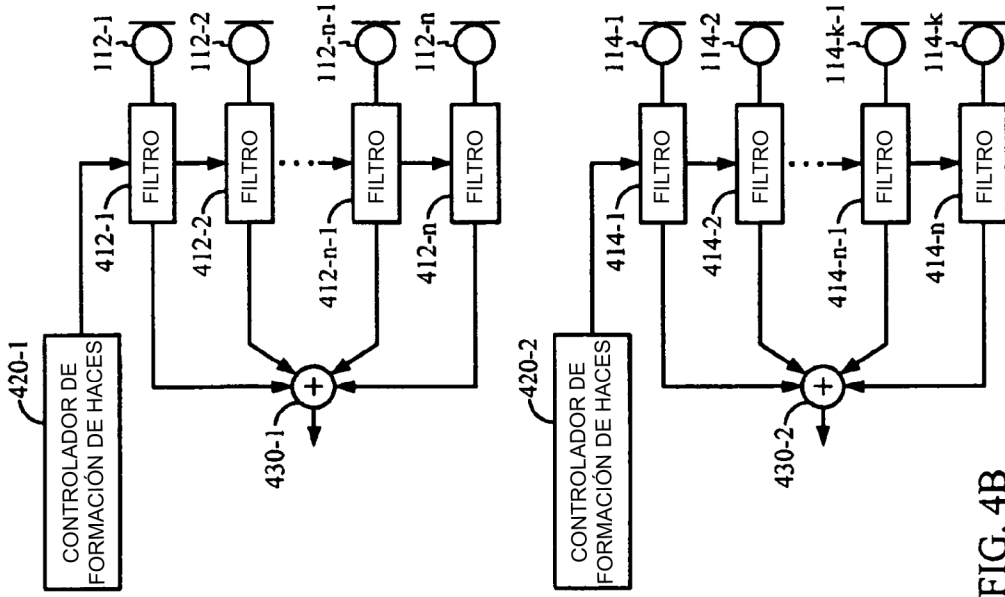 420-1
CONTROLADOR DE
FORMACIÓN DE HACES
412-1
FILTRO
112-1
412-2
FILTRO
112-2
412-n-1
FILTRO
112-n-1
412-n
FILTRO
112-n
+
430-1
420-2
CONTROLADOR DE
FORMACIÓN DE HACES
414-1
FILTRO
114-1
414-2
FILTRO
114-2
414-n-1
FILTRO
114-k-1
414-n
FILTRO
114-k
+
430-2
FIG. 4B